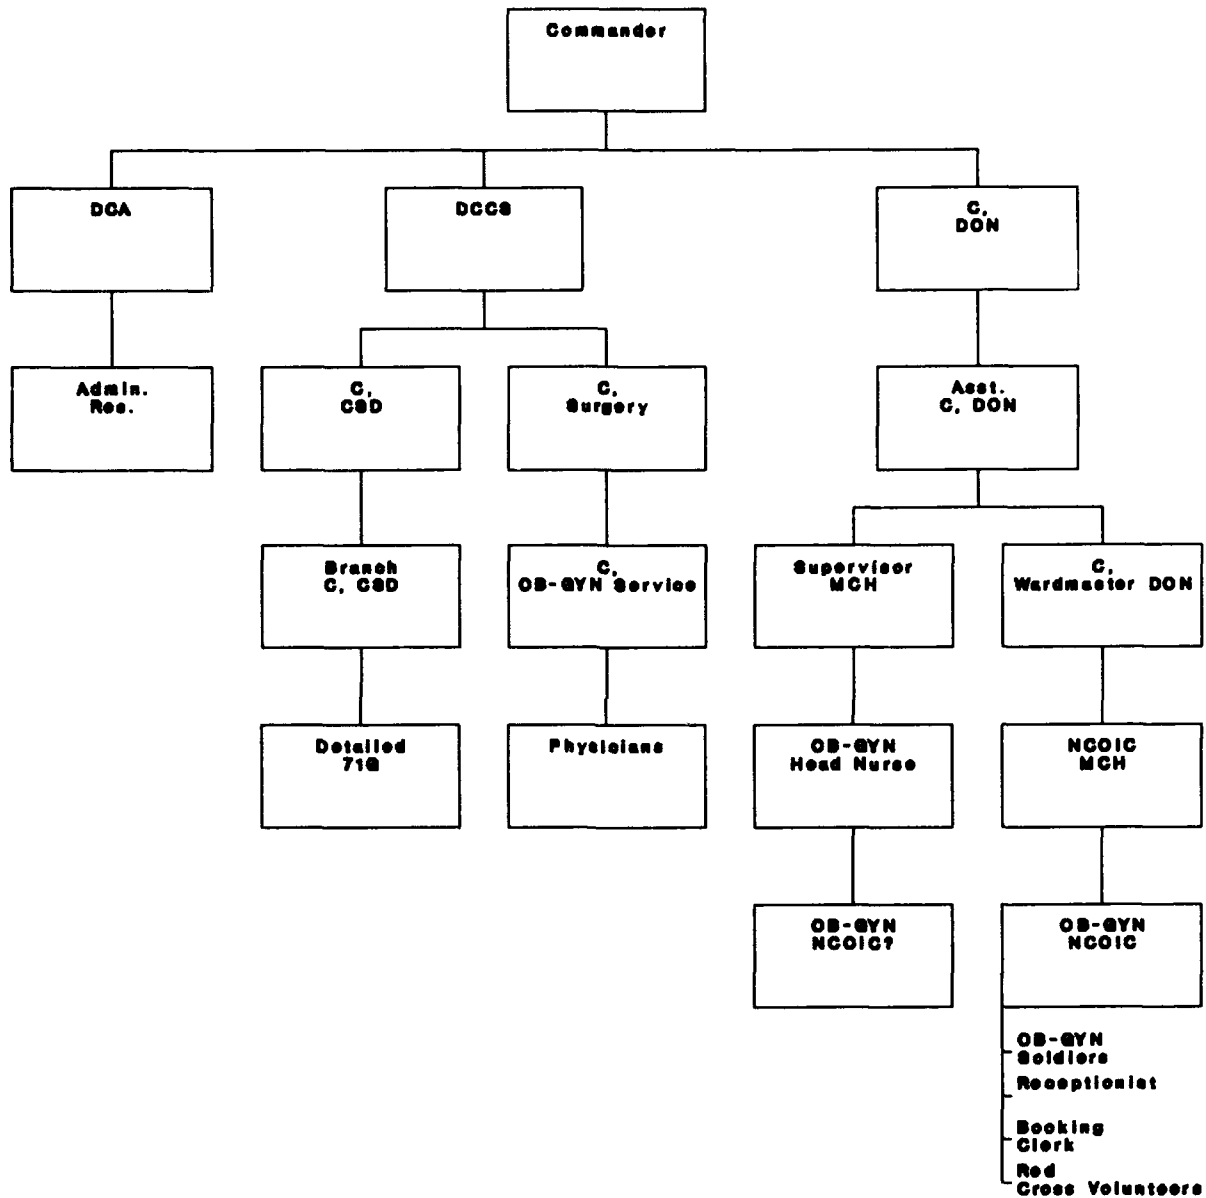 Commander
DCA
DCCS
C,
DON
Admin.
Res.
C,
CSD
C,
Surgery
Asst.
C, DON
Branch
C, CSD
C,
OB-GYN Service
Supervisor
MCH
C,
Wardmaster DON
Detailed
71G
Physicians
OB-GYN
Head Nurse
NCOIC
MCH
OB-GYN
NCOIC?
OB-GYN
NCOIC
OB-GYN
Soldiers
Receptionist
Booking
Clerk
Red
Cross Volunteers